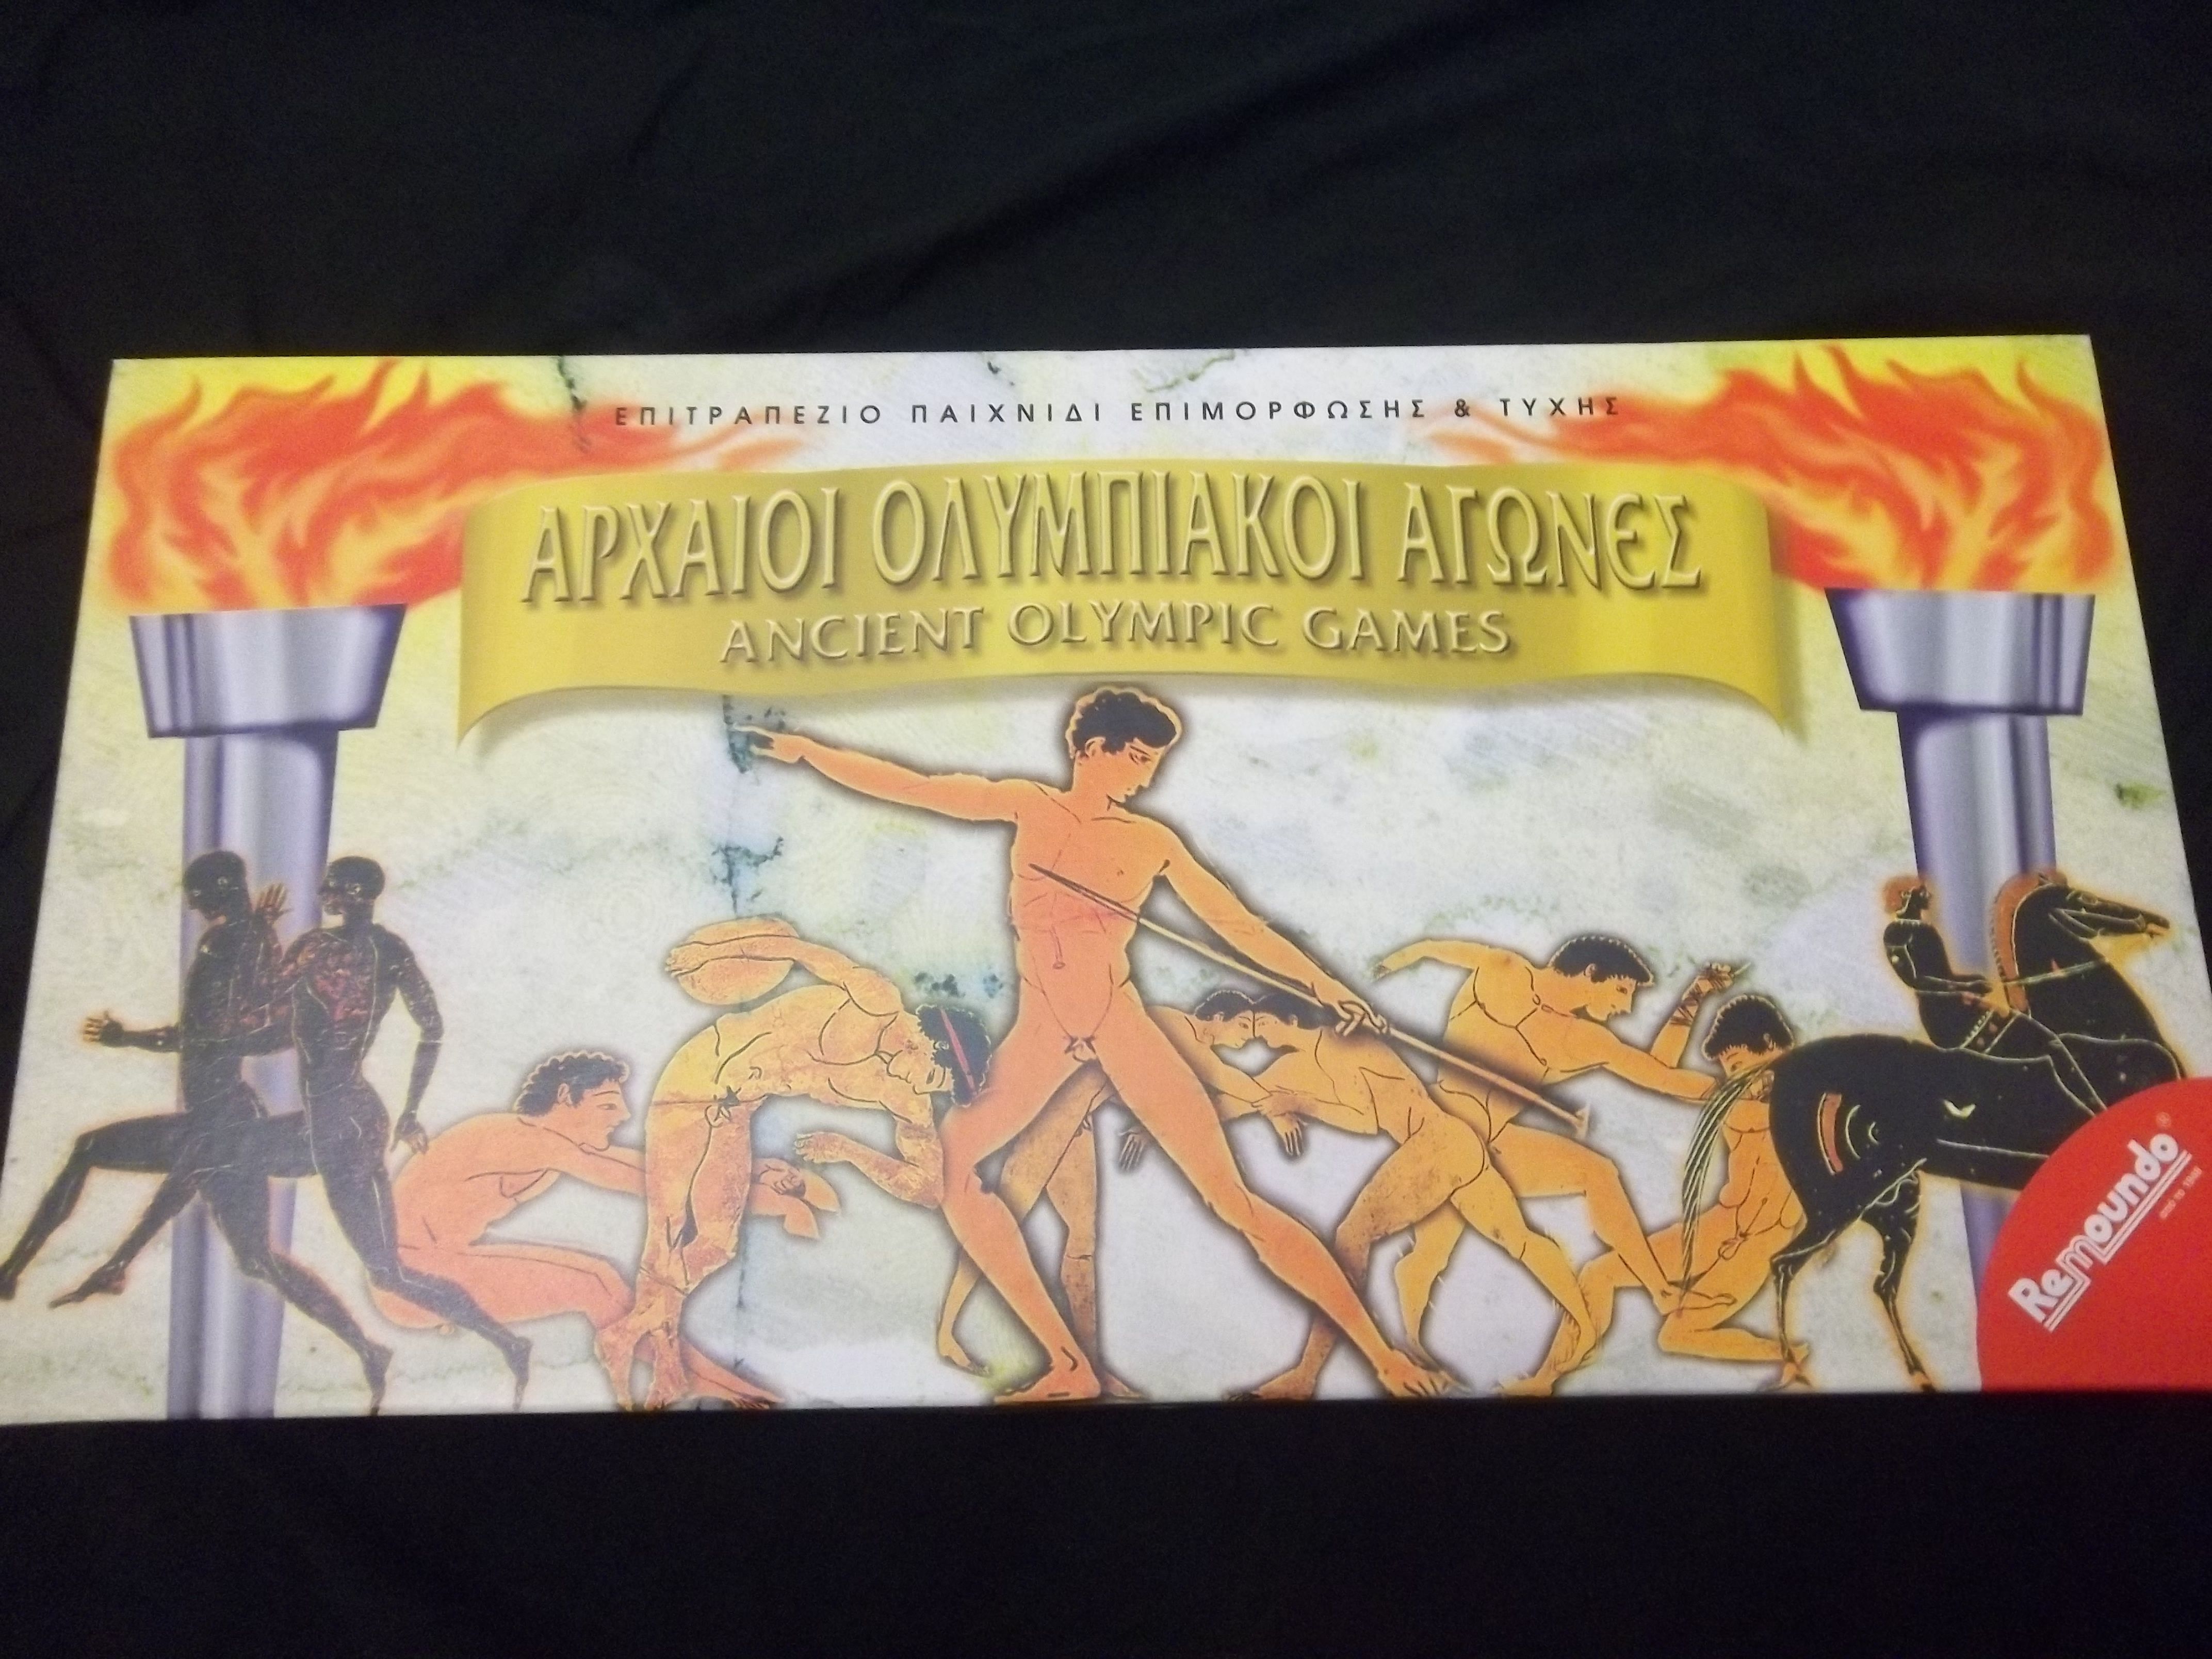 ΕΠΙΤΡΑΠΕΖΙΟ ΠΑΙΧΝΙΔΙ ΕΠΙΜΟΡΦΩΣΗΣ & ΤΥΧΗΣ
ΑΡΧΑΙΟΙ ΟΛΥΜΠΙΑΚΟΙ ΑΓΩΝΕΣ
ANCIENT OLYMPIC GAMES
Remoundo®